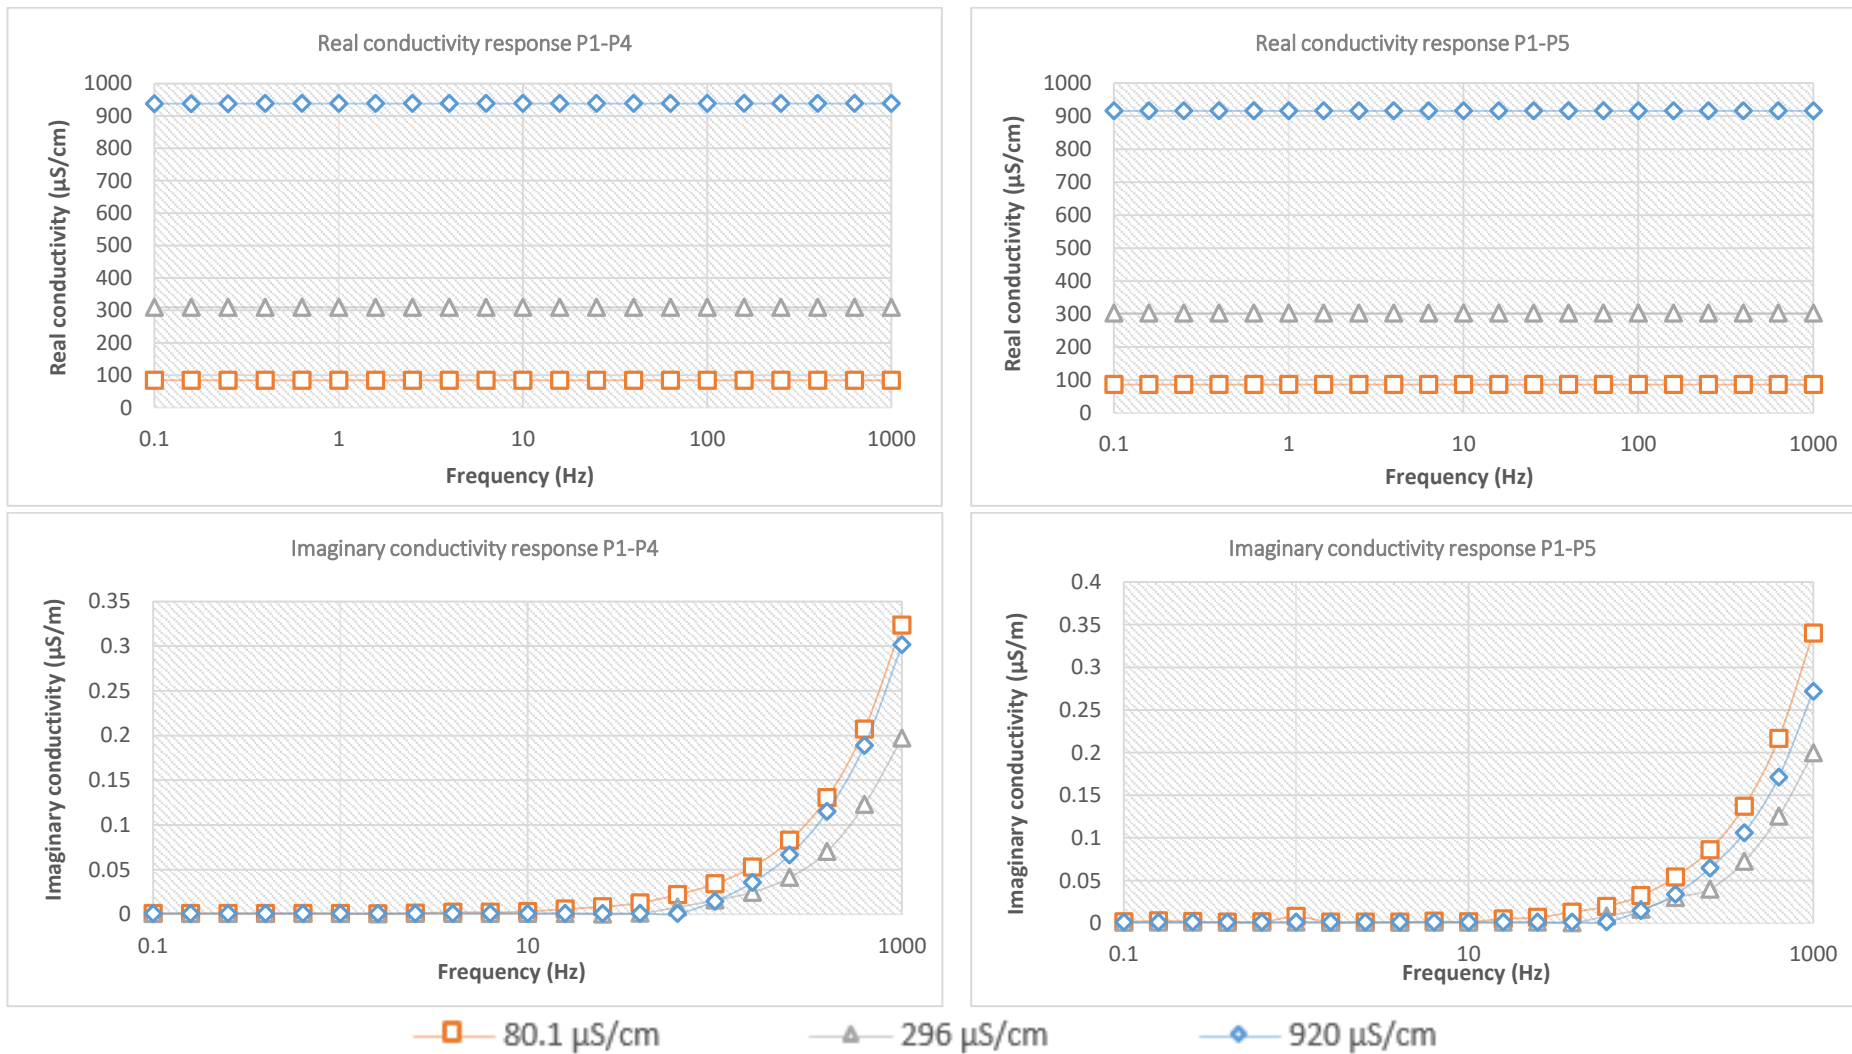 Real conductivity response P1-P4
1000
900
800
700
600
500
400
300
200
100
0
Real conductivity (µS/cm)
0.1 1 10 100 1000
Frequency (Hz)
Real conductivity response P1-P5
1000
900
800
700
600
500
400
300
200
100
0
Real conductivity (µS/cm)
0.1 1 10 100 1000
Frequency (Hz)
Imaginary conductivity response P1-P4
0.35
0.3
0.25
0.2
0.15
0.1
0.05
0
Imaginary conductivity (µS/m)
0.1 10 1000
Frequency (Hz)
Imaginary conductivity response P1-P5
0.4
0.35
0.3
0.25
0.2
0.15
0.1
0.05
0
Imaginary conductivity (µS/m)
0.1 10 1000
Frequency (Hz)
80.1 µS/cm 296 µS/cm 920 µS/cm